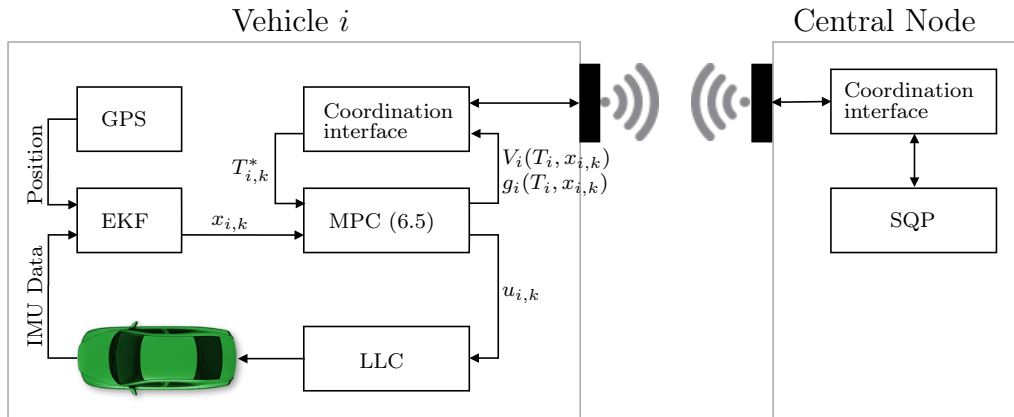 Vehicle i
Central Node
GPS
Coordination
interface
Coordination
interface
Position
T*i,k
Vi(Ti, xi,k)
gi(Ti, xi,k)
EKF
xi,k
MPC (6.5)
SQP
IMU Data
ui,k
LLC